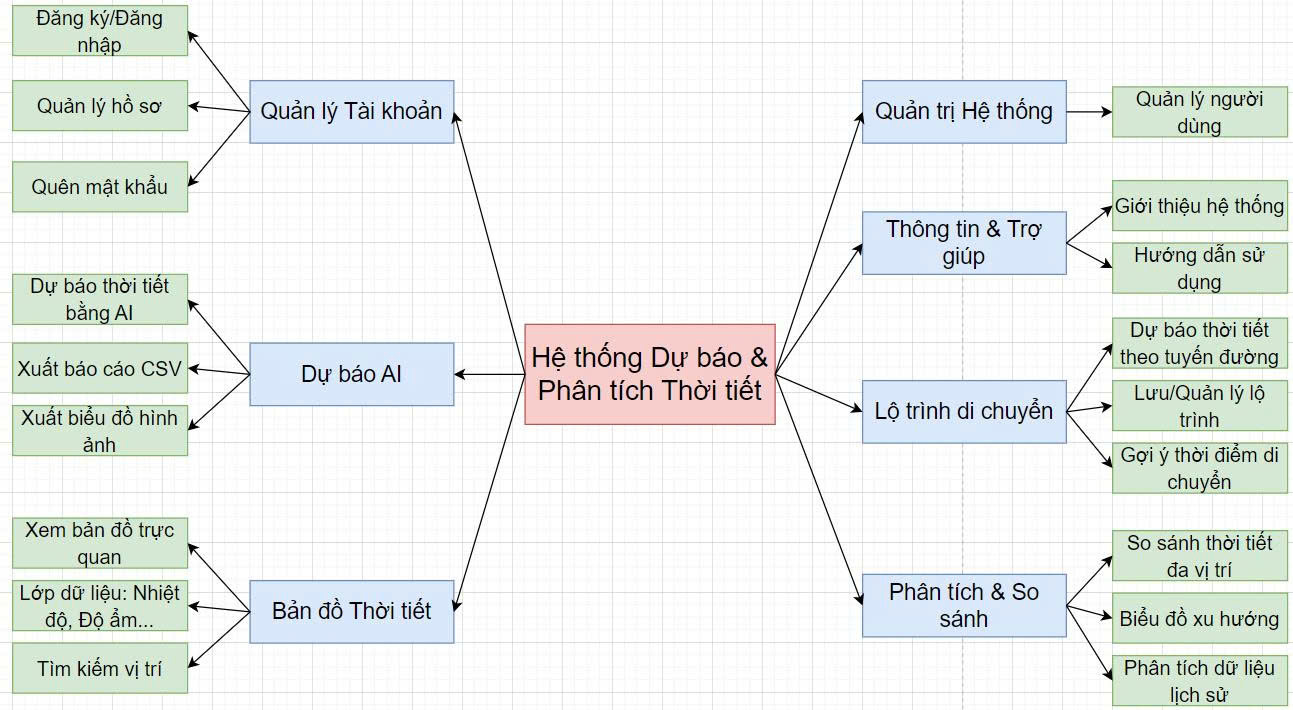 Đăng ký/Đăng
nhập
Quản lý hồ sơ
Quên mật khẩu
Quản lý Tài khoản
Dự báo thời tiết
bằng AI
Xuất báo cáo CSV
Xuất biểu đồ hình
ảnh
Dự báo AI
Xem bản đồ trực
quan
Lớp dữ liệu: Nhiệt
độ, Độ ẩm...
Tìm kiếm vị trí
Bản đồ Thời tiết
Hệ thống Dự báo &
Phân tích Thời tiết
Quản trị Hệ thống
Quản lý người
dùng
Thông tin & Trợ
giúp
Giới thiệu hệ thống
Hướng dẫn sử
dụng
Lộ trình di chuyển
Dự báo thời tiết
theo tuyến đường
Lưu/Quản lý lộ
trình
Gợi ý thời điểm di
chuyển
Phân tích & So
sánh
So sánh thời tiết
đa vị trí
Biểu đồ xu hướng
Phân tích dữ liệu
lịch sử